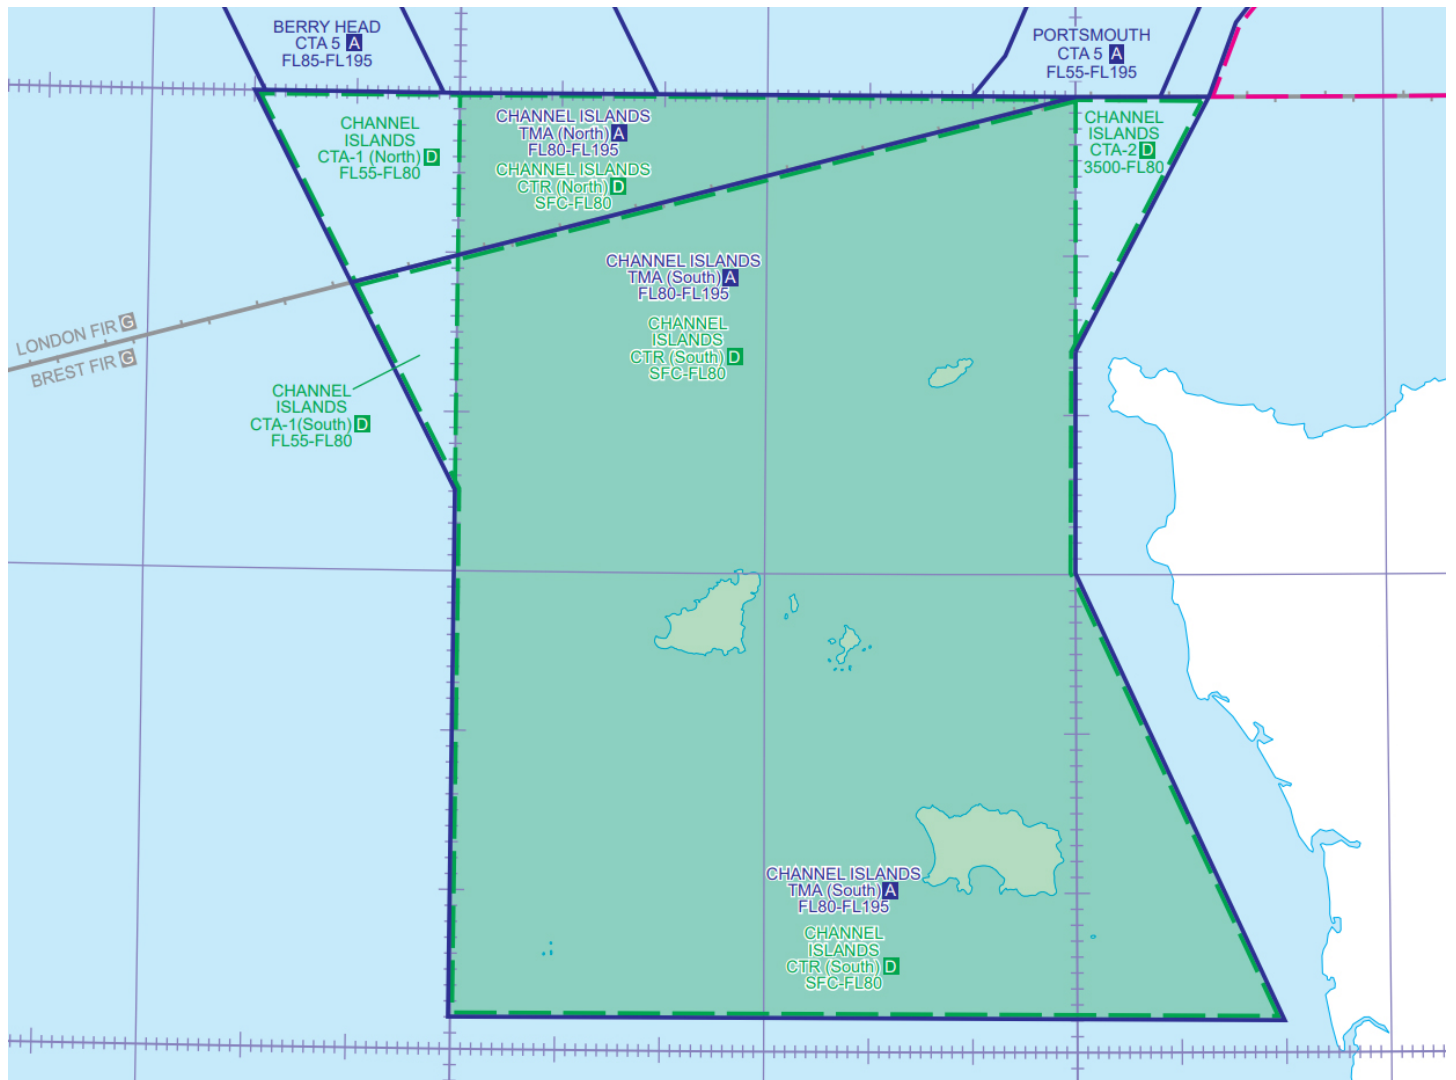 BERRY HEAD
CTA 5 A
FL85-FL195
PORTSMOUTH
CTA 5 A
FL55-FL195
CHANNEL
ISLANDS
CTA-1 (North) D
FL55-FL80
CHANNEL ISLANDS
TMA (North) A
FL80-FL195
CHANNEL ISLANDS
CTR (North) D
SFC-FL80
CHANNEL
ISLANDS
CTA-2 D
3500-FL80
CHANNEL ISLANDS
TMA (South) A
FL80-FL195
CHANNEL
ISLANDS
CTR (South) D
SFC-FL80
LONDON FIR G
BREST FIR G
CHANNEL
ISLANDS
CTA-1(South) D
FL55-FL80
CHANNEL ISLANDS
TMA (South) A
FL80-FL195
CHANNEL
ISLANDS
CTR (South) D
SFC-FL80